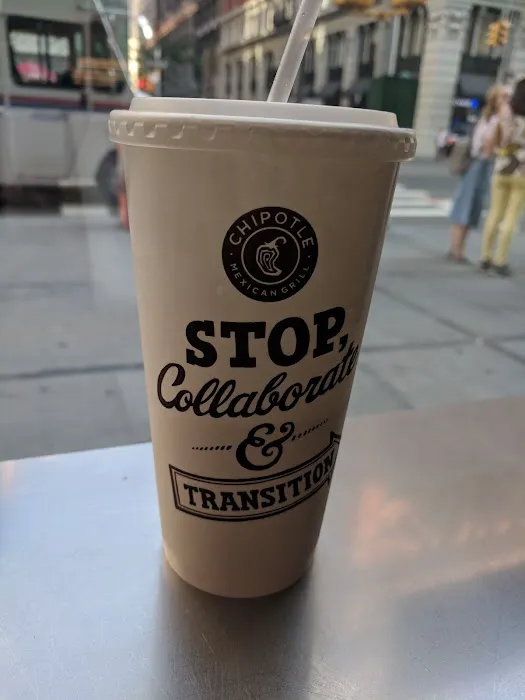 CHIPOTLE
MEXICAN GRILL
STOP,
Collaborate
&
TRANSITION